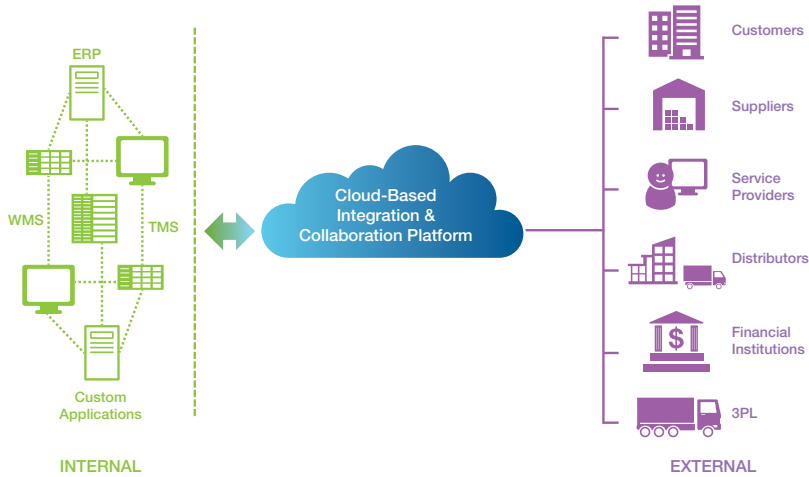 ERP
WMS
TMS
Custom
Applications
INTERNAL
Cloud-Based
Integration &
Collaboration Platform
Customers
Suppliers
Service
Providers
Distributors
$
Financial
Institutions
3PL
EXTERNAL